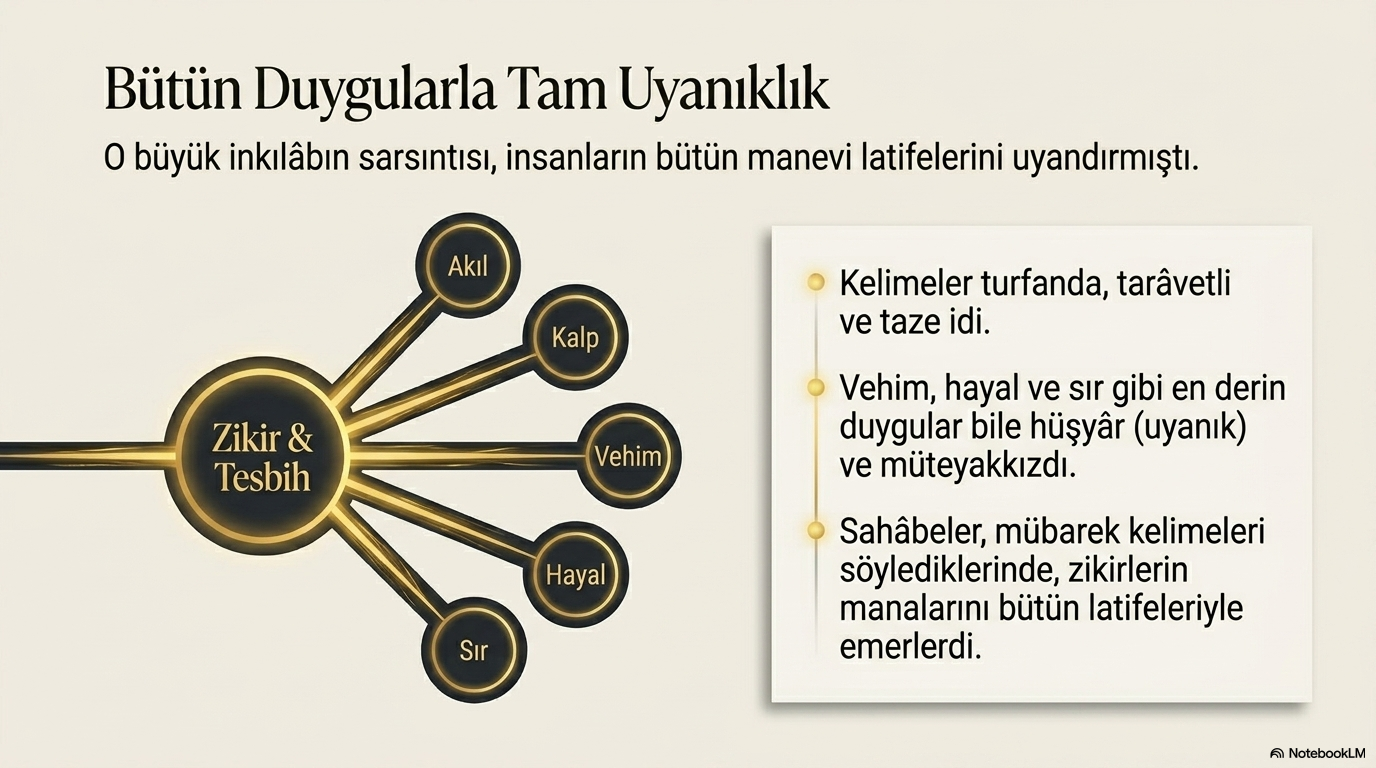 Bütün Duygularla Tam Uyanıklık
O büyük inkılâbın sarsıntısı, insanların bütün manevi latifelerini uyandırmıştı.
Zikir &
Tesbih
Akıl
Kalp
Vehim
Hayal
Sır
Kelimeler turfanda, tarâvetli
ve taze idi.
Vehim, hayal ve sır gibi en derin
duygular bile hüşyâr (uyanık)
ve müteyakkızdı.
Sahâbeler, mübarek kelimeleri
söylediklerinde, zikirlerin
manalarını bütün latifeleriyle
emerlerdi.
NotebookLM